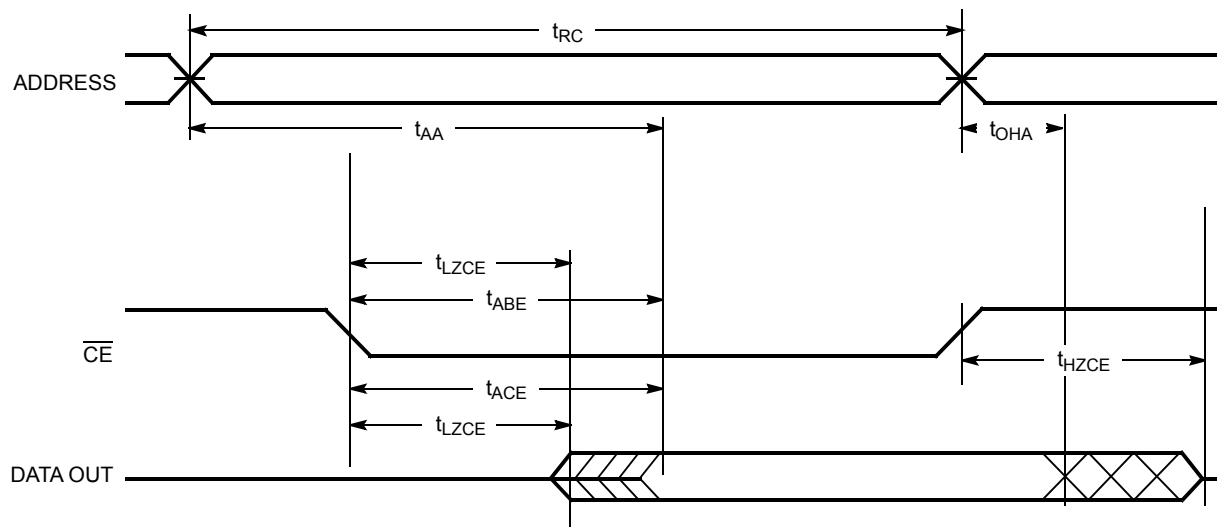 tRC
ADDRESS
tAA
tOHA
tLZCE
tABE
CE
tHZCE
tACE
tLZCE
DATA OUT